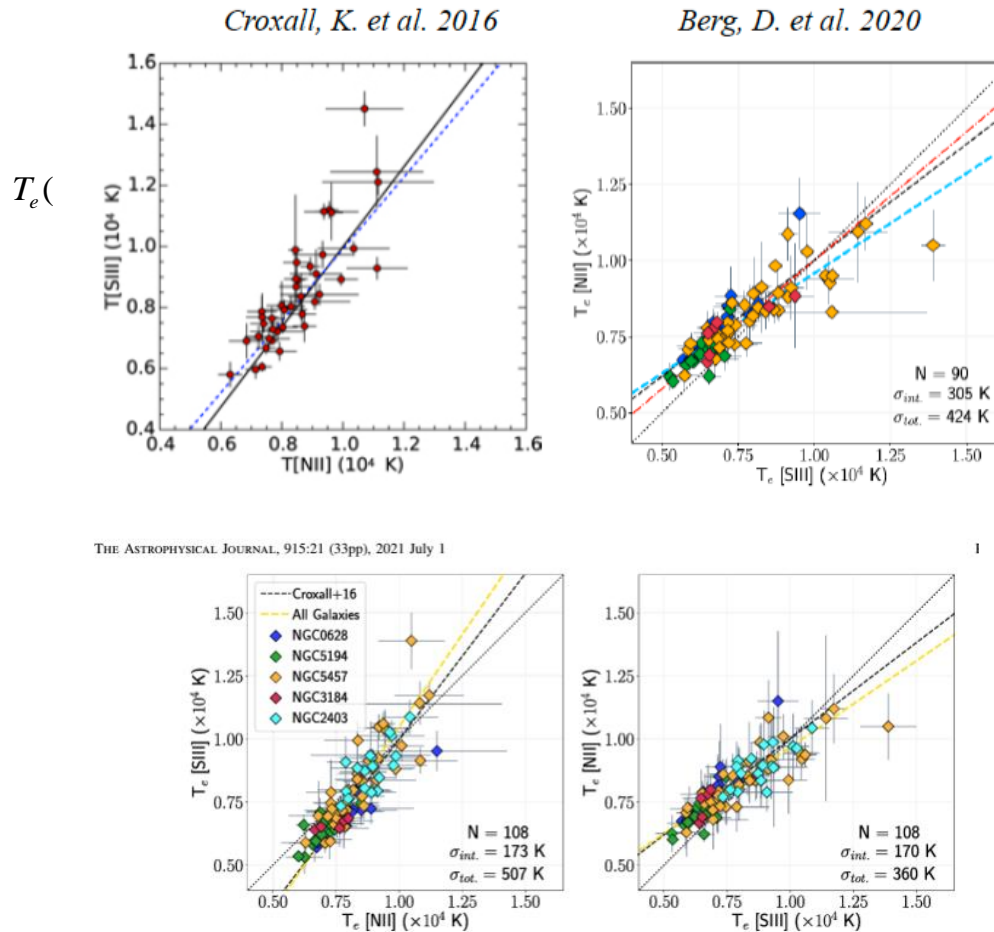 Croxall, K. et al. 2016
Berg, D. et al. 2020
Tₑ(
T[SIII] (10⁴ K)
1.6
1.4
1.2
1.0
0.8
0.6
0.4
0.4 0.6 0.8 1.0 1.2 1.4 1.6
T[NII] (10⁴ K)
Tₑ [NII] (×10⁴ K)
1.50
1.25
1.00
0.75
0.50
N = 90
σint. = 305 K
σtot. = 424 K
0.50 0.75 1.00 1.25 1.50
Tₑ [SIII] (×10⁴ K)
THE ASTROPHYSICAL JOURNAL, 915:21 (33pp), 2021 July 1
Tₑ [SIII] (×10⁴ K)
1.50
1.25
1.00
0.75
0.50
Croxall+16
All Galaxies
NGC0628
NGC5194
NGC5457
NGC3184
NGC2403
N = 108
σint. = 173 K
σtot. = 507 K
0.50 0.75 1.00 1.25 1.50
Tₑ [NII] (×10⁴ K)
Tₑ [NII] (×10⁴ K)
1.50
1.25
1.00
0.75
0.50
N = 108
σint. = 170 K
σtot. = 360 K
0.50 0.75 1.00 1.25 1.50
Tₑ [SIII] (×10⁴ K)